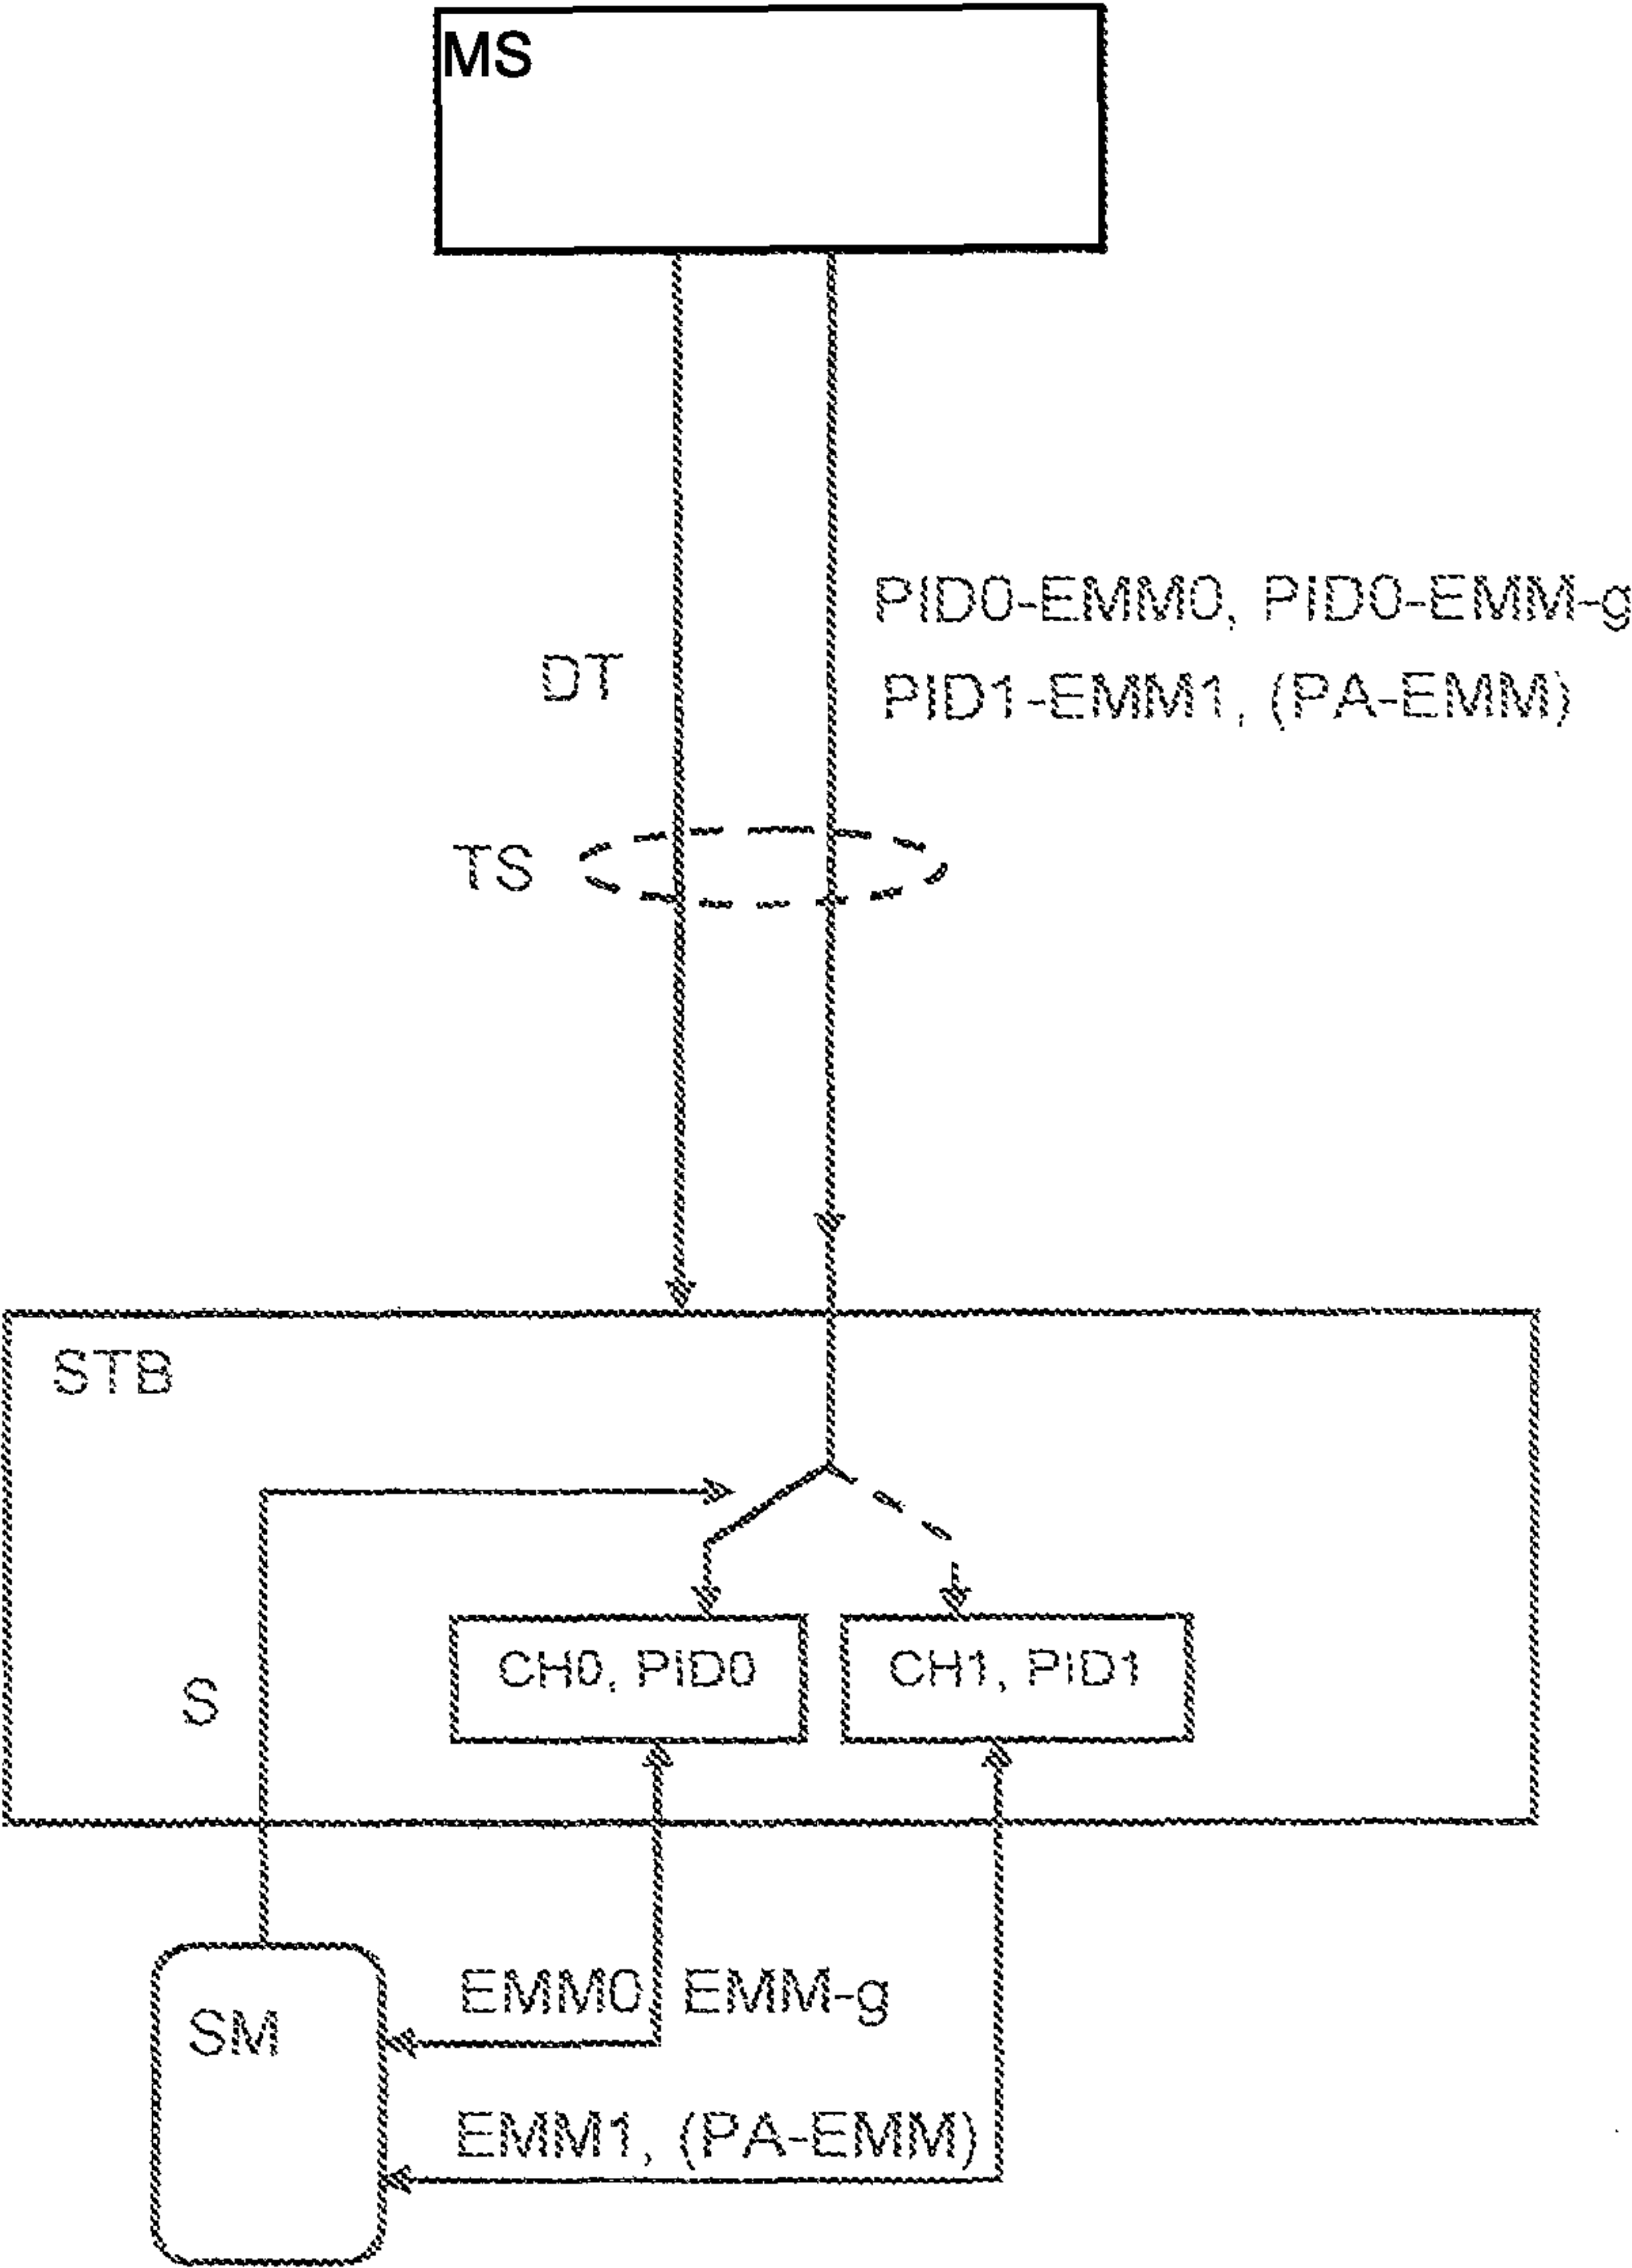 MS
PID0-EMM0, PID0-EMM-g
DT
PID1-EMM1, (PA-EMM)
TS
STB
CH0, PID0
CH1, PID1
S
EMM0
EMM-g
SM
EMM1, (PA-EMM)